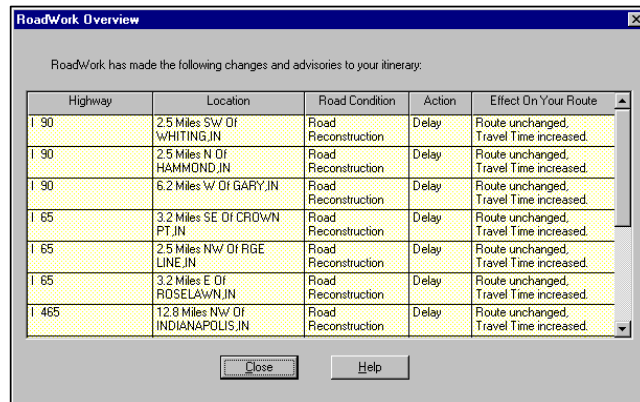 RoadWork Overview
RoadWork has made the following changes and advisories to your itinerary:
Highway Location Road Condition Action Effect On Your Route
I 90 2.5 Miles SW Of Road Delay Route unchanged,
WHITING,IN Reconstruction Travel Time increased.
I 90 2.5 Miles N Of Road Delay Route unchanged,
HAMMOND,IN Reconstruction Travel Time increased.
I 90 6.2 Miles W Of GARY,IN Road Delay Route unchanged,
Reconstruction Travel Time increased.
I 65 3.2 Miles SE Of CROWN Road Delay Route unchanged,
PT,IN Reconstruction Travel Time increased.
I 65 2.5 Miles NW Of RGE Road Delay Route unchanged,
LINE,IN Reconstruction Travel Time increased.
I 65 3.2 Miles E Of Road Delay Route unchanged,
ROSELAWN,IN Reconstruction Travel Time increased.
I 465 12.8 Miles NW Of Road Delay Route unchanged,
INDIANAPOLIS,IN Reconstruction Travel Time increased.
Close Help